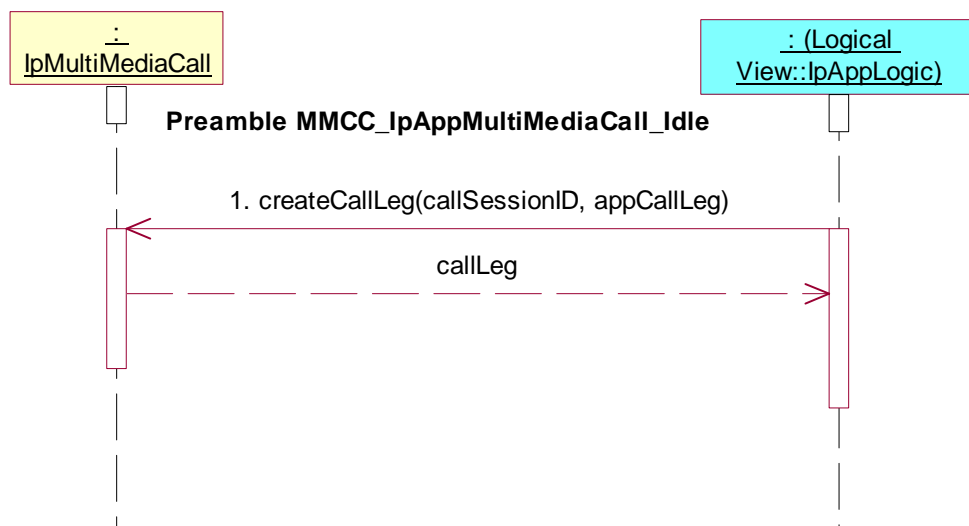 :
IpMultiMediaCall
: (Logical
View::IpAppLogic)
Preamble MMCC_IpAppMultiMediaCall_Idle
1. createCallLeg(callSessionID, appCallLeg)
callLeg